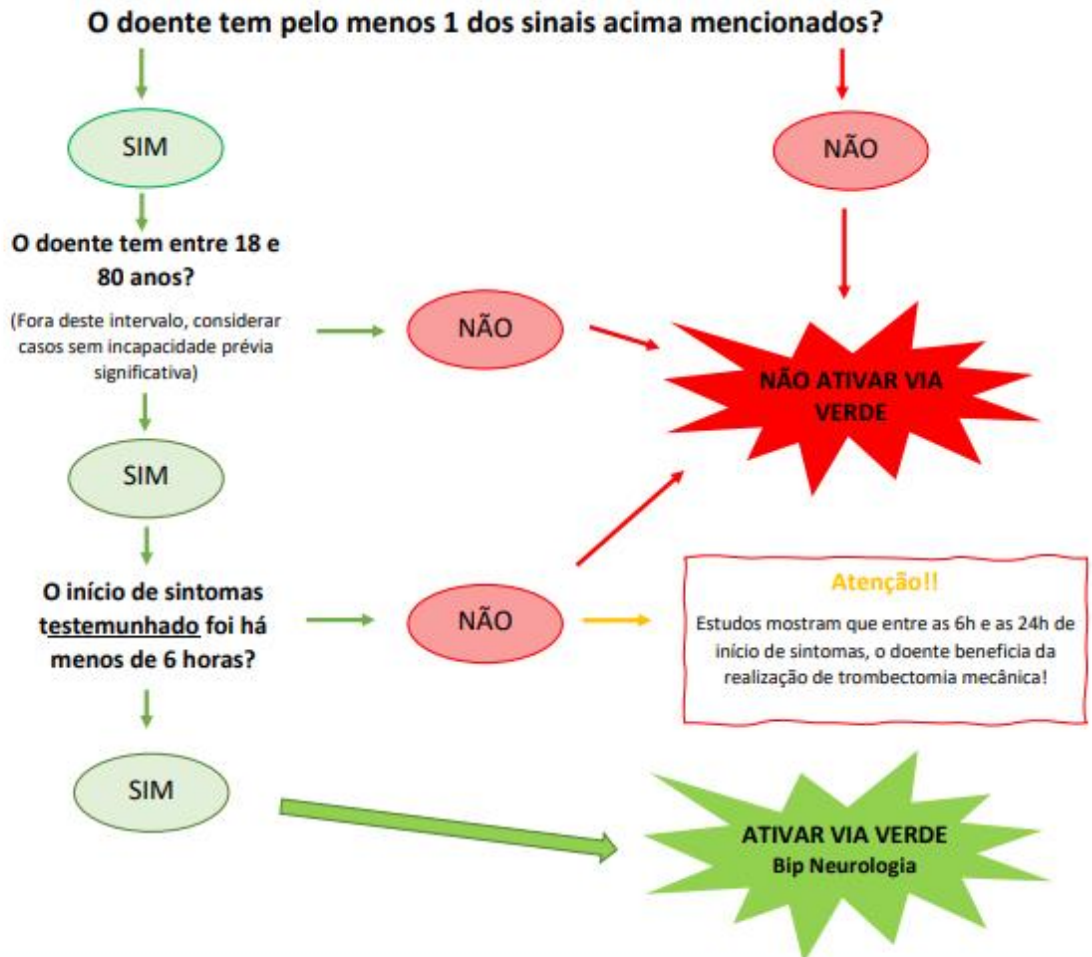 O doente tem pelo menos 1 dos sinais acima mencionados?
SIM
NÃO
O doente tem entre 18 e
80 anos?
(Fora deste intervalo, considerar
casos sem incapacidade prévia
significativa)
NÃO
NÃO ATIVAR VIA
VERDE
SIM
O início de sintomas
testemunhado foi há
menos de 6 horas?
NÃO
Atenção!!
Estudos mostram que entre as 6h e as 24h de
início de sintomas, o doente beneficia da
realização de trombectomia mecânica!
SIM
ATIVAR VIA VERDE
Bip Neurologia